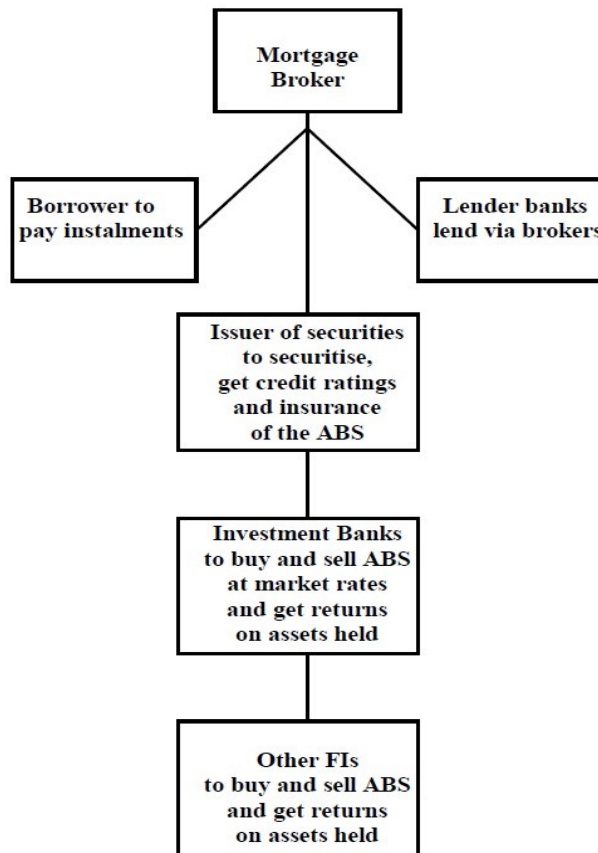 Mortgage
Broker
Borrower to
pay instalments
Lender banks
lend via brokers
Issuer of securities
to securitise,
get credit ratings
and insurance
of the ABS
Investment Banks
to buy and sell ABS
at market rates
and get returns
on assets held
Other FIs
to buy and sell ABS
and get returns
on assets held